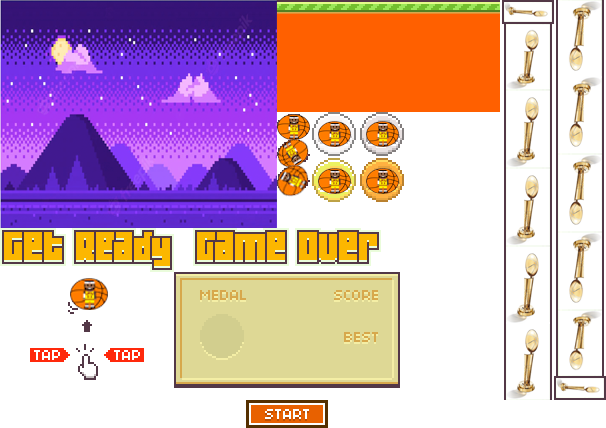 Get Ready Game Over
MEDAL SCORE
BEST
TAP TAP
START